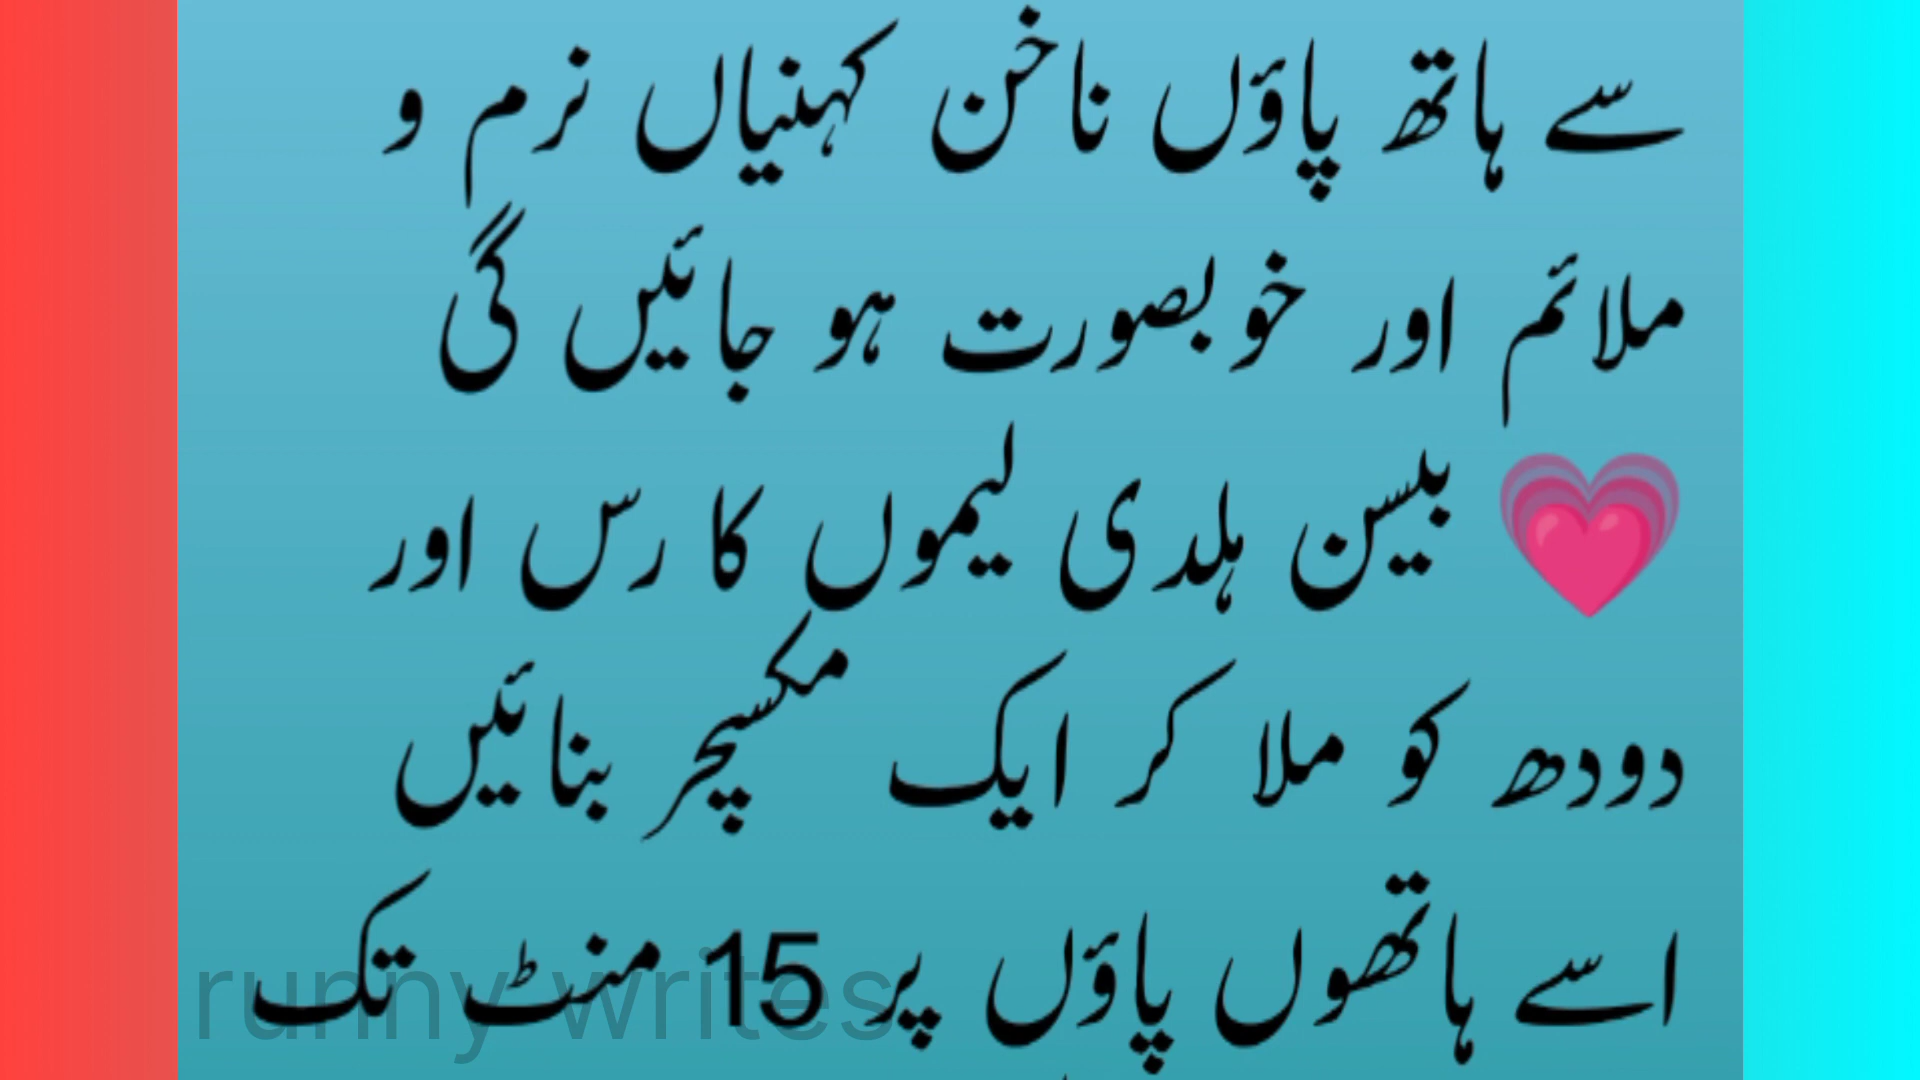 سے ہاتھ پاؤں ناخن کہنیاں نرم و
ملائم اور خوبصورت ہو جائیں گی
💗 بیسن ہلدی لیموں کا رس اور
دودھ کو ملا کر ایک مکسچر بنائیں
اسے ہاتھوں پاؤں پر 15 منٹ تک
runny writes